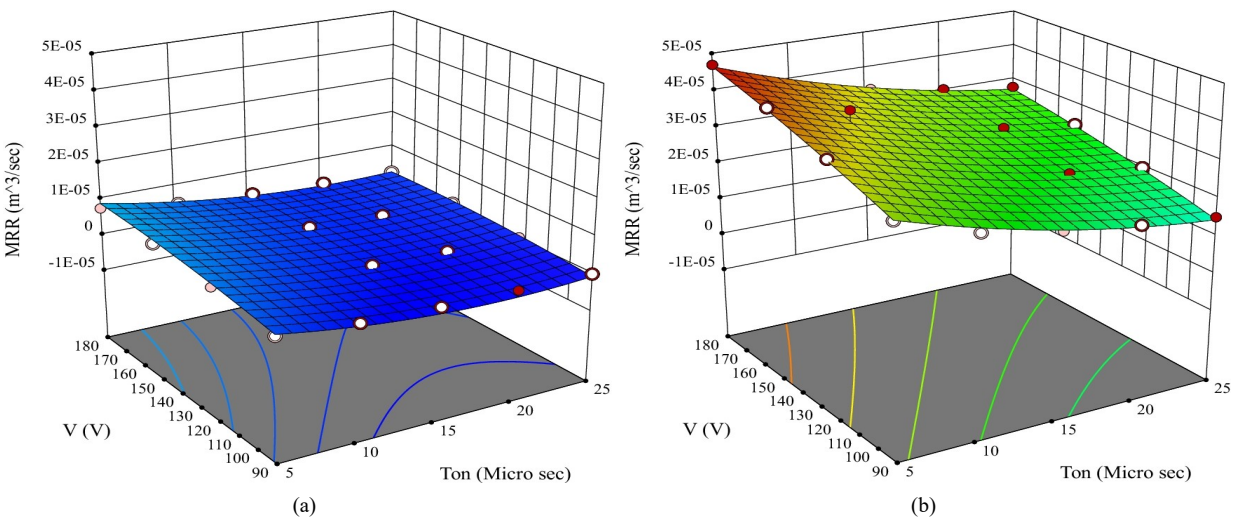 5E-05
4E-05
3E-05
2E-05
1E-05
0
-1E-05
MRR (m^3/sec)
180
170
160
150
140
130
120
110
100
90
V (V)
5
10
15
20
25
Ton (Micro sec)
(a)
5E-05
4E-05
3E-05
2E-05
1E-05
0
-1E-05
MRR (m^3/sec)
180
170
160
150
140
130
120
110
100
90
V (V)
5
10
15
20
25
Ton (Micro sec)
(b)